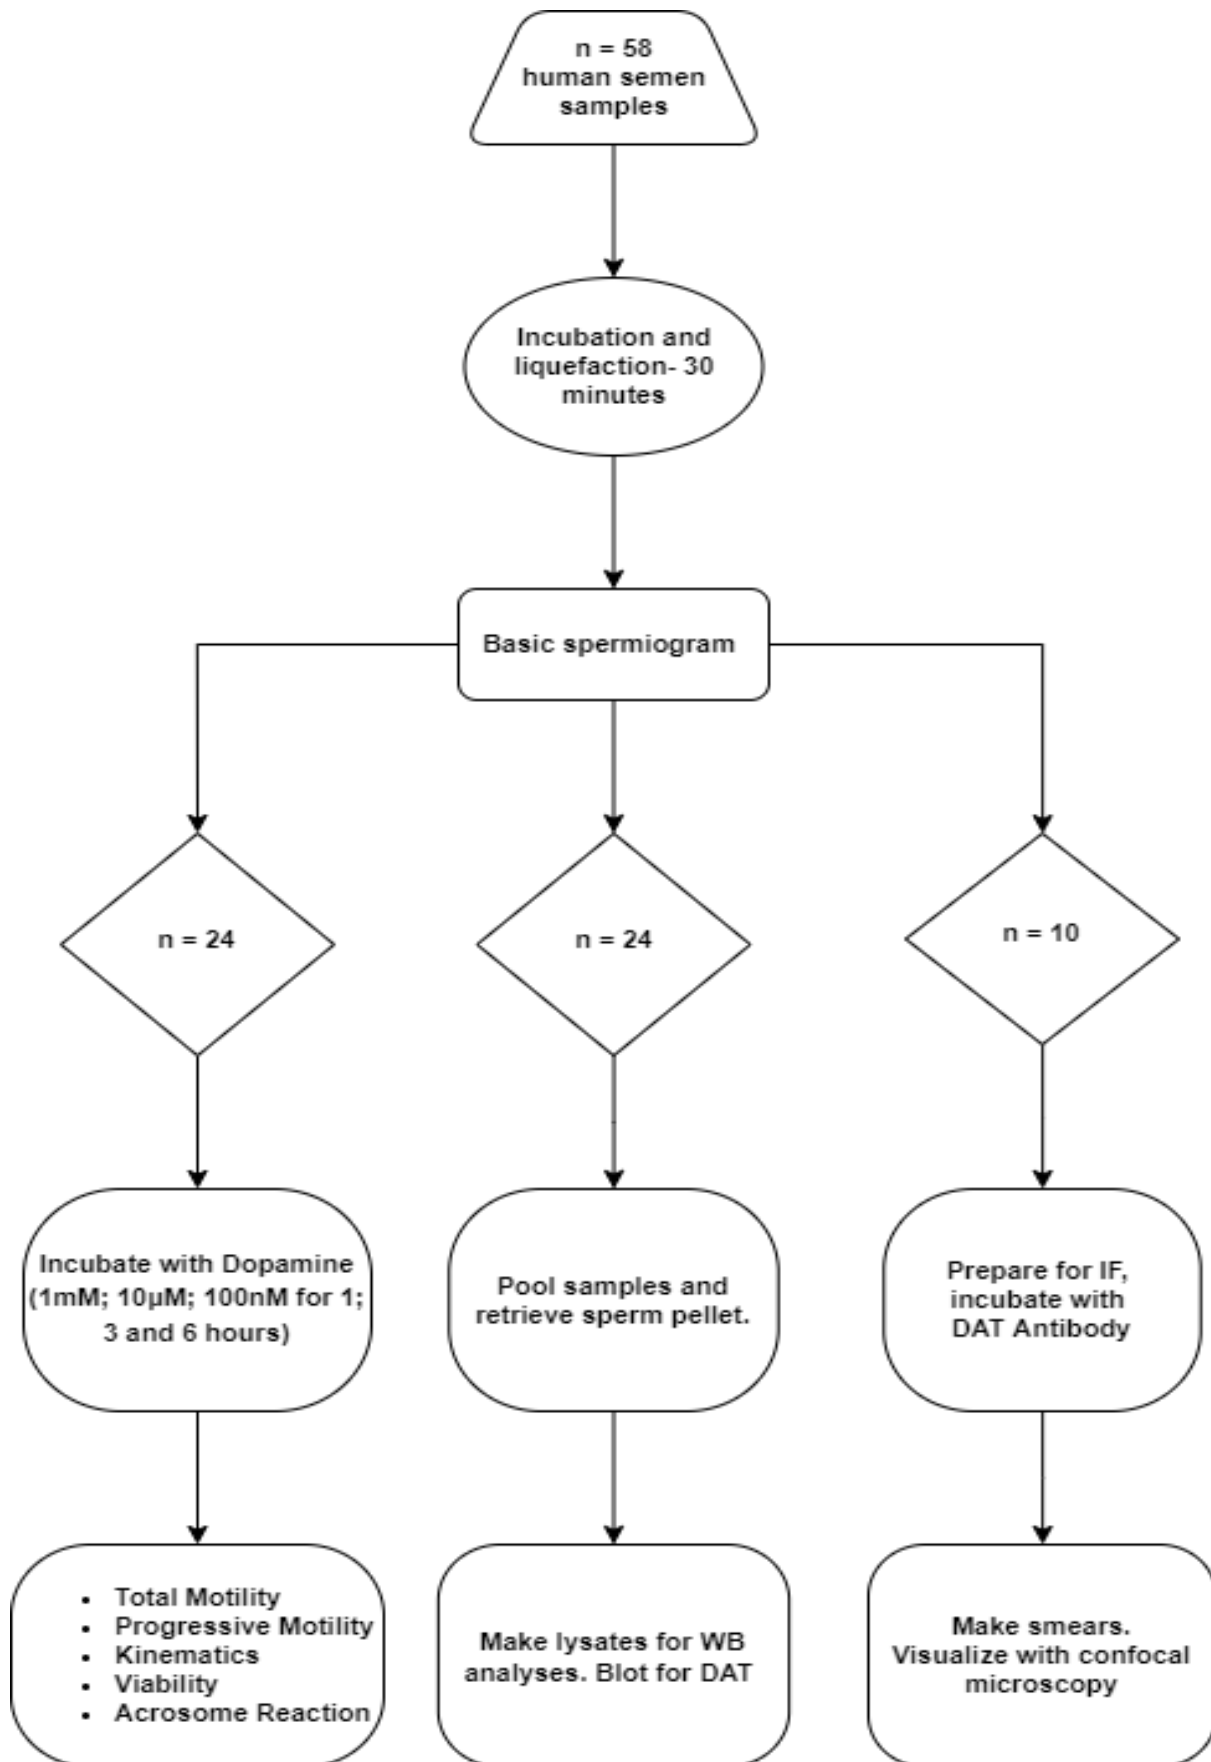 n = 58
human semen
samples
Incubation and
liquefaction- 30
minutes
Basic spermiogram
n = 24
n = 24
n = 10
Incubate with Dopamine
(1mM; 10µM; 100nM for 1;
3 and 6 hours)
Pool samples and
retrieve sperm pellet.
Prepare for IF,
incubate with
DAT Antibody
• Total Motility
• Progressive Motility
• Kinematics
• Viability
• Acrosome Reaction
Make lysates for WB
analyses. Blot for DAT
Make smears.
Visualize with confocal
microscopy